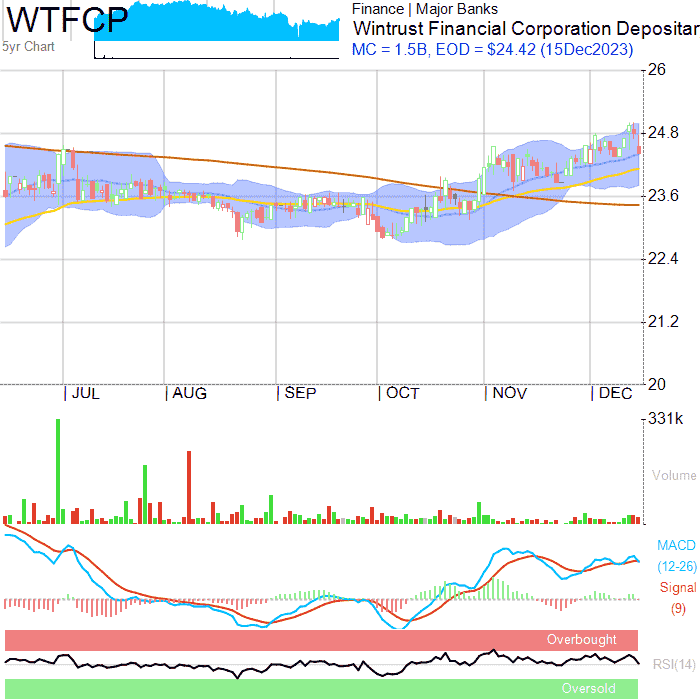 WTFCP
5yr Chart
Finance | Major Banks
Wintrust Financial Corporation Depositar
MC = 1.5B, EOD = $24.42 (15Dec2023)
26
24.8
23.6
22.4
21.2
20
| JUL | AUG | SEP | OCT | NOV | DEC
331k
Volume
MACD
(12-26)
Signal
(9)
Overbought
RSI(14)
Oversold